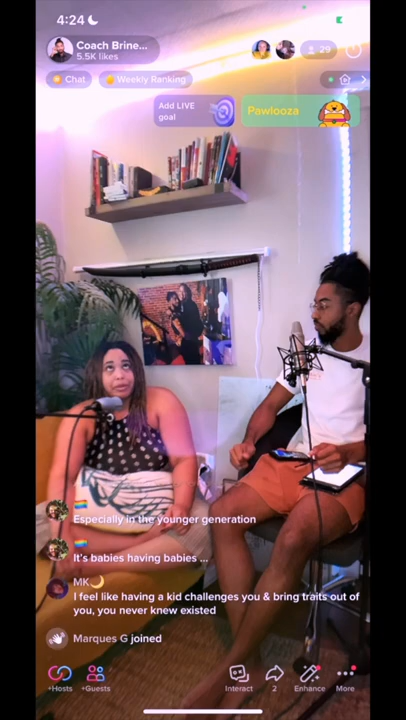 4:24
Coach Brine...
5.5K likes
29
Chat
Weekly Ranking
Add LIVE
goal
Pawlooza
Especially in the younger generation
It's babies having babies ...
MK🌙
I feel like having a kid challenges you & bring traits out of
you, you never knew existed
Marques G joined
+Hosts
+Guests
Interact
2
Enhance
More